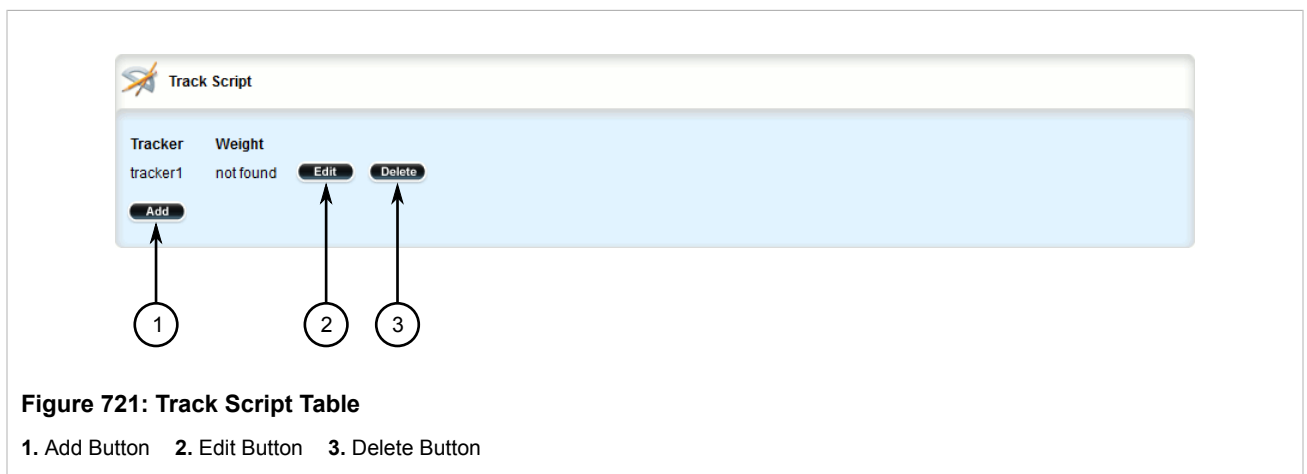 Track Script
Tracker Weight
tracker1 not found Edit Delete
Add
1 2 3
Figure 721: Track Script Table
1. Add Button 2. Edit Button 3. Delete Button